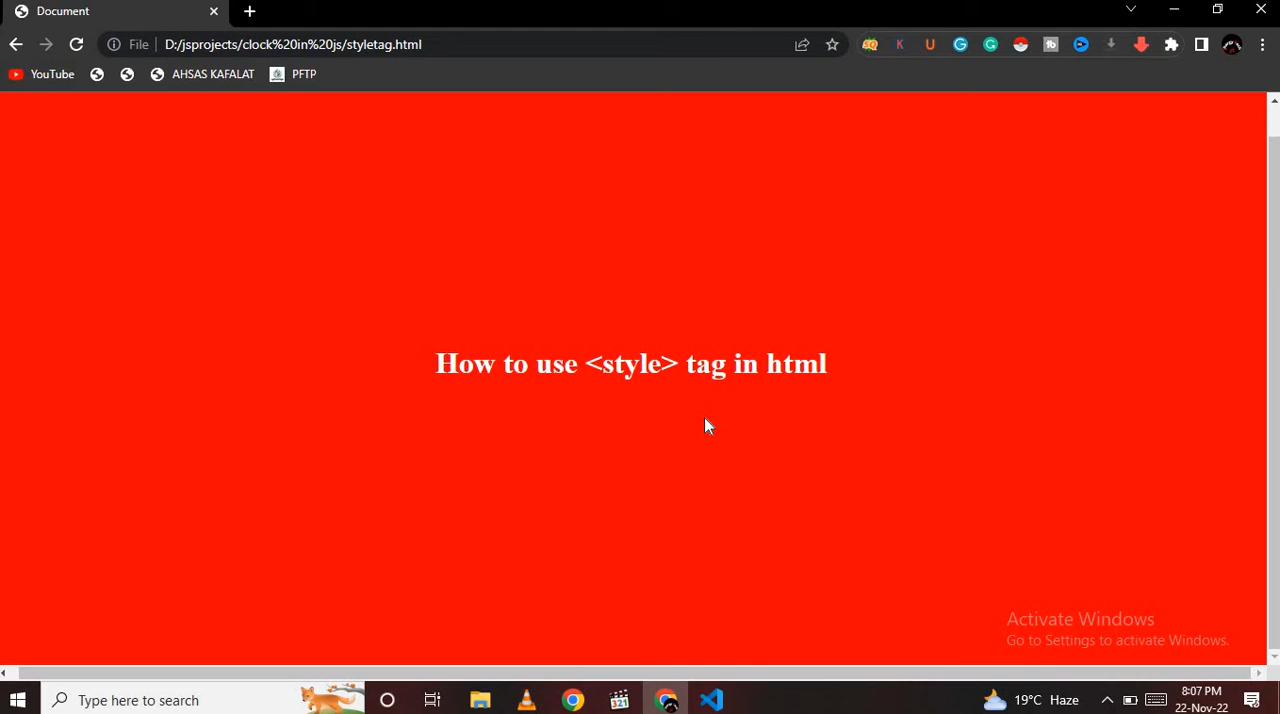 Document
File
D:/jsprojects/clock%20in%20js/styletag.html
YouTube
AHSAS KAFALAT
PFTP
How to use <style> tag in html
Activate Windows
Go to Settings to activate Windows.
Type here to search
19°C Haze
8:07 PM
22-Nov-22